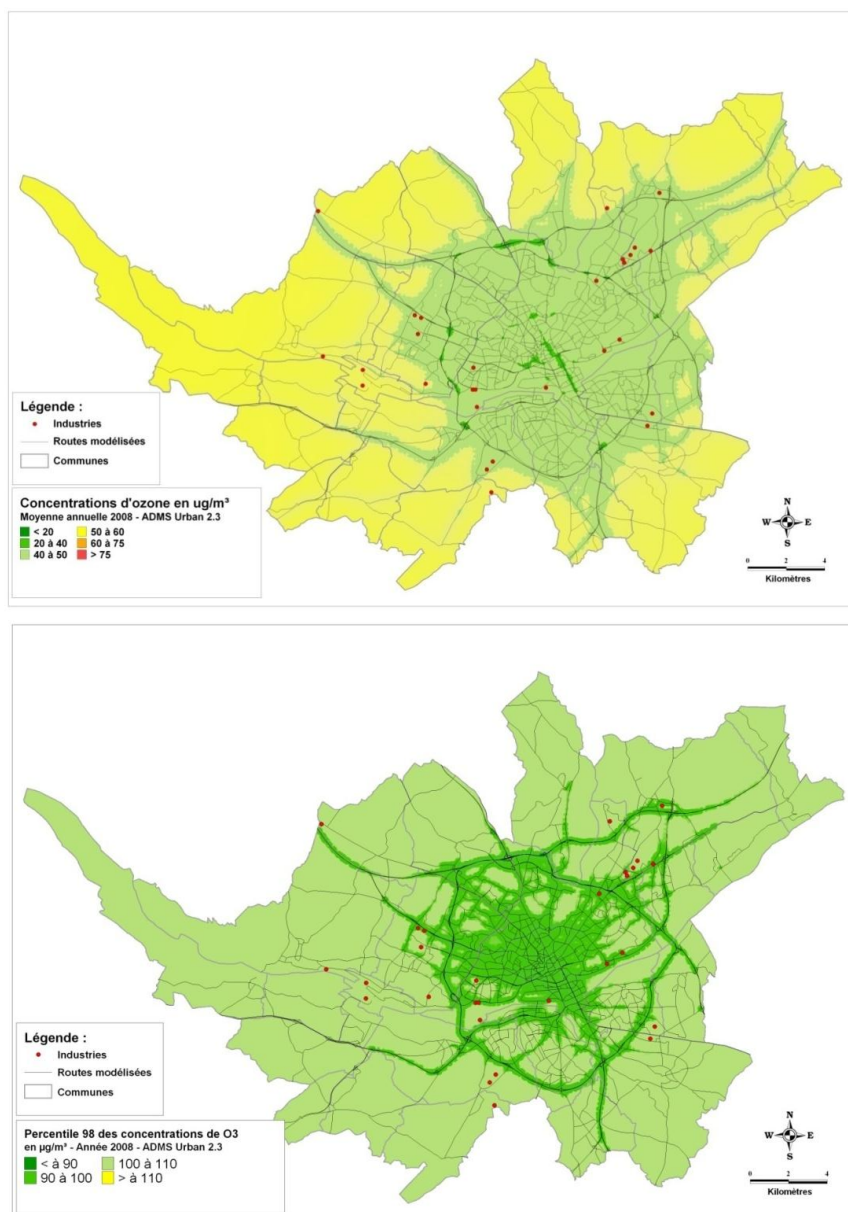 Légende :
Industries
Routes modélisées
Communes
Concentrations d'ozone en ug/m³
Moyenne annuelle 2008 - ADMS Urban 2.3
< 20 50 à 60
20 à 40 60 à 75
40 à 50 > 75
N
W E
S
0 2 4
Kilomètres
Légende :
Industries
Routes modélisées
Communes
Percentile 98 des concentrations de O3
en µg/m³ - Année 2008 - ADMS Urban 2.3
< à 90 100 à 110
90 à 100 > à 110
N
W E
S
0 2 4
Kilomètres